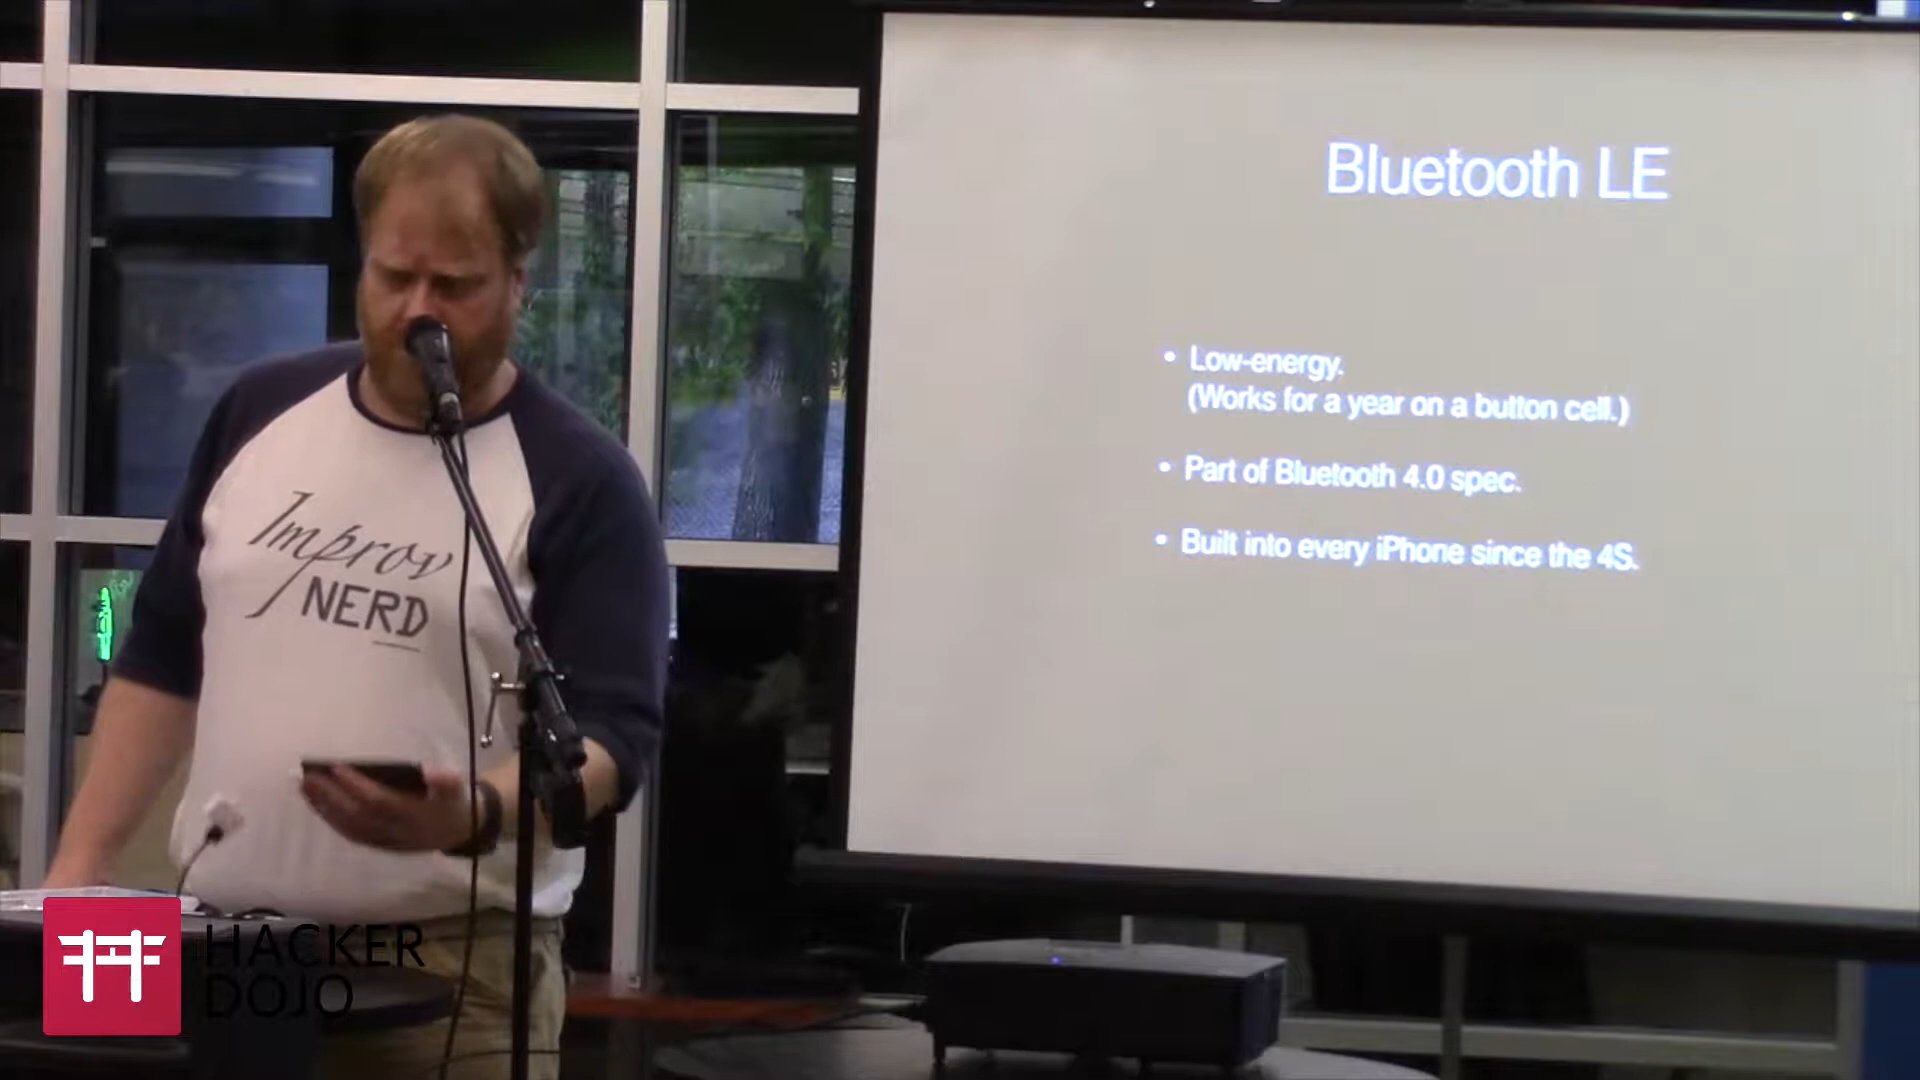 Bluetooth LE
• Low-energy.
(Works for a year on a button cell.)
• Part of Bluetooth 4.0 spec.
• Built into every iPhone since the 4S.
Improv
NERD
HACKER
DOJO